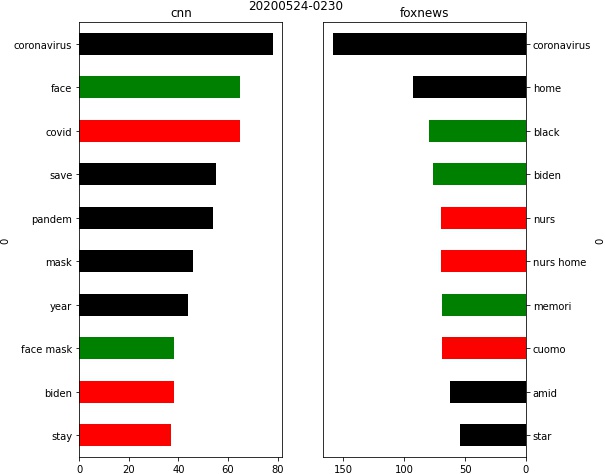 20200524-0230
cnn
foxnews
coronavirus
face
covid
save
pandem
mask
year
face mask
biden
stay
0
0 20 40 60 80
coronavirus
home
black
biden
nurs
nurs home
memori
cuomo
amid
star
0
150 100 50 0